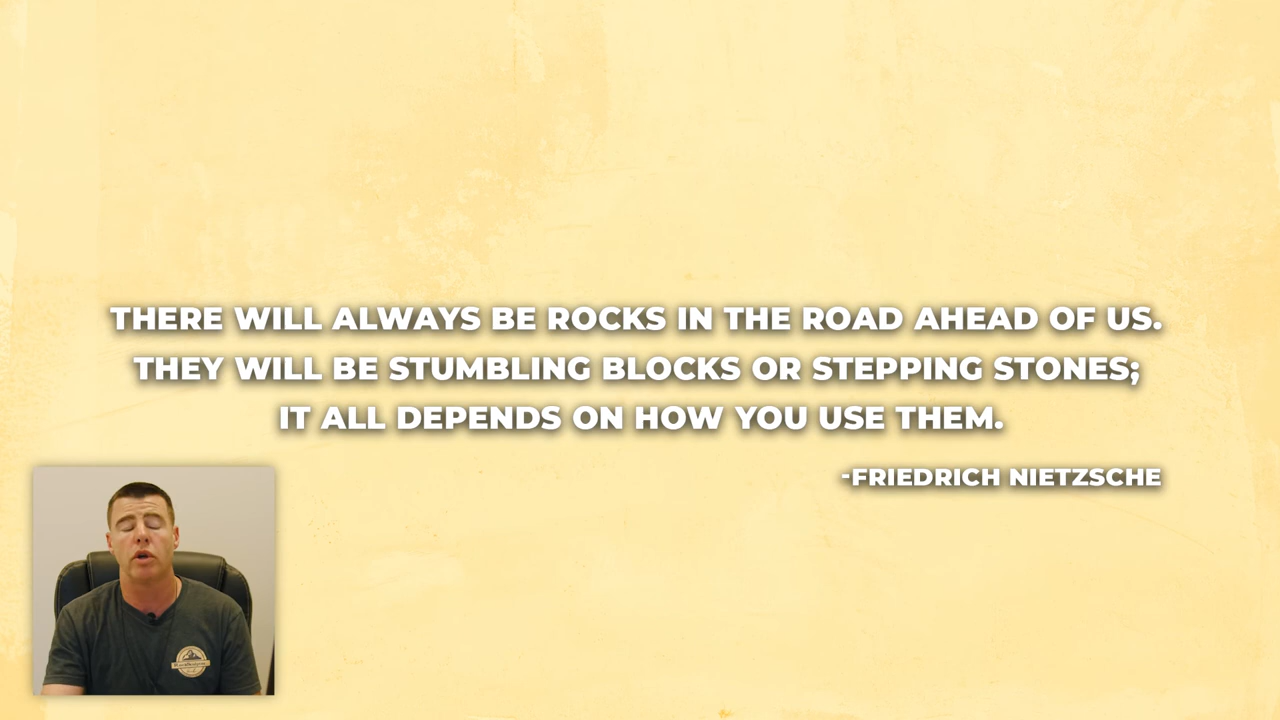 THERE WILL ALWAYS BE ROCKS IN THE ROAD AHEAD OF US.
THEY WILL BE STUMBLING BLOCKS OR STEPPING STONES;
IT ALL DEPENDS ON HOW YOU USE THEM.
-FRIEDRICH NIETZSCHE